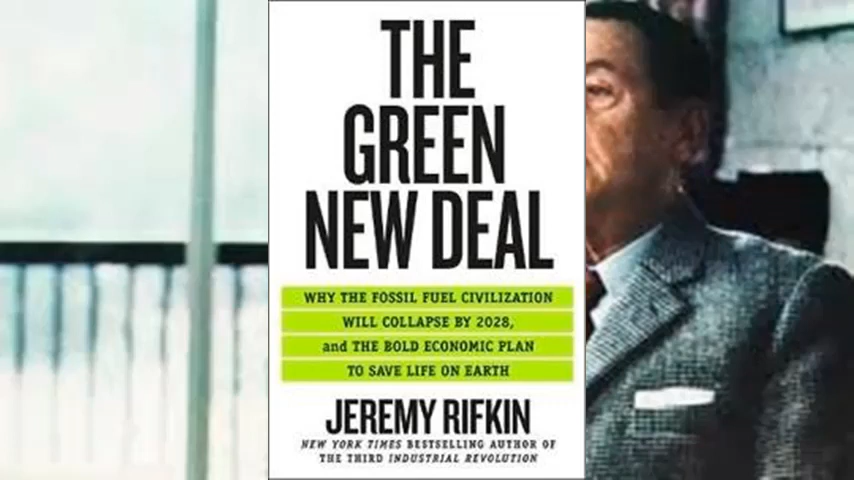 THE
GREEN
NEW DEAL
WHY THE FOSSIL FUEL CIVILIZATION
WILL COLLAPSE BY 2028,
and THE BOLD ECONOMIC PLAN
TO SAVE LIFE ON EARTH
JEREMY RIFKIN
NEW YORK TIMES BESTSELLING AUTHOR OF
THE THIRD INDUSTRIAL REVOLUTION